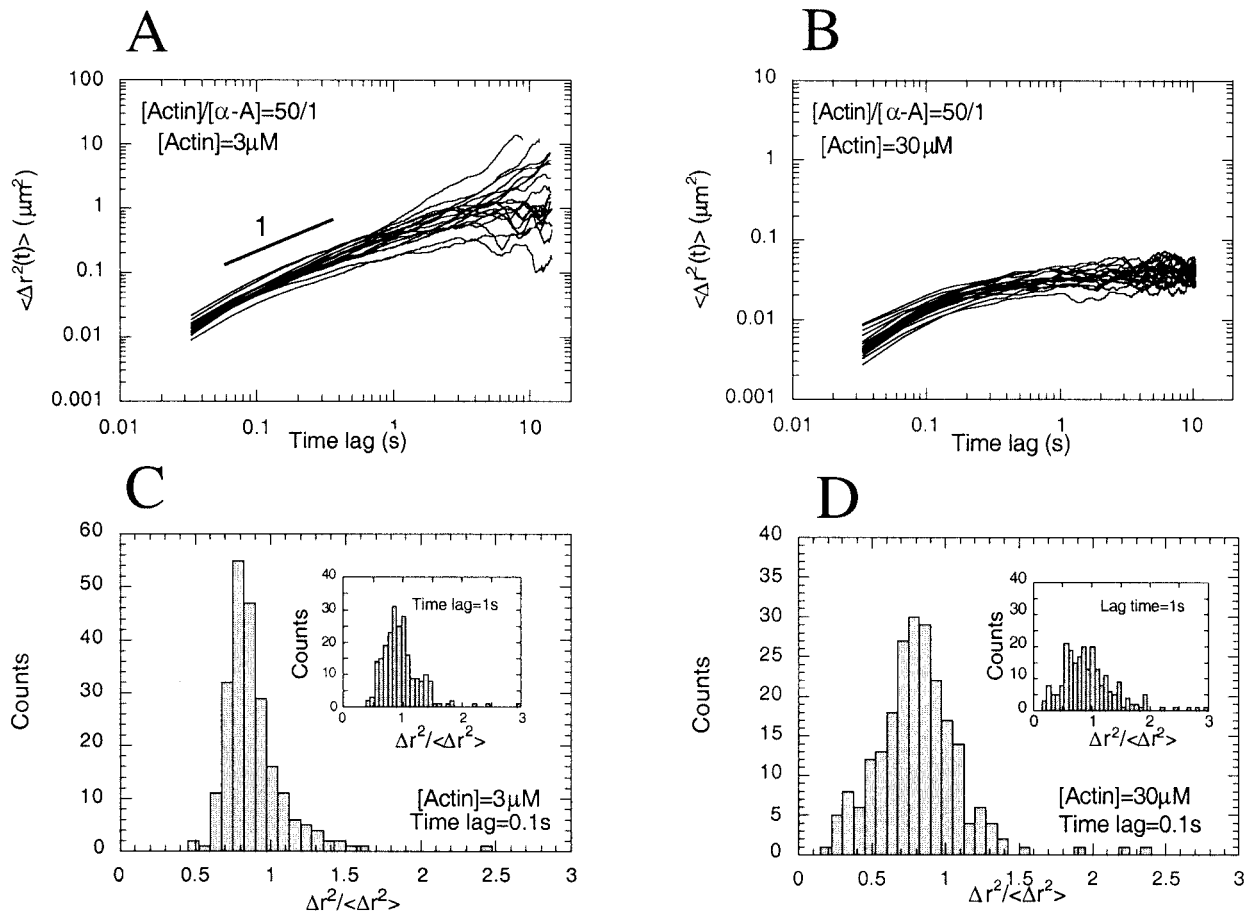 A
<Δr²(t)> (μm²)
100
10
1
0.1
0.01
0.001
[Actin]/[α-A]=50/1
[Actin]=3μM
1
0.01
0.1
1
10
Time lag (s)
B
<Δr²(t)> (μm²)
10
1
0.1
0.01
0.001
[Actin]/[α-A]=50/1
[Actin]=30μM
0.01
0.1
1
10
Time lag (s)
C
Counts
60
50
40
30
20
10
0
0
0.5
1
1.5
2
2.5
3
Δr²/<Δr²>
[Actin]=3μM
Time lag=0.1s
Counts
40
30
20
10
0
Time lag=1s
0
1
2
3
Δr²/<Δr²>
D
Counts
40
35
30
25
20
15
10
5
0
0
0.5
1
1.5
2
2.5
3
Δr²/<Δr²>
[Actin]=30μM
Time lag=0.1s
Counts
40
30
20
10
0
Lag time=1s
0
1
2
3
Δr²/<Δr²>